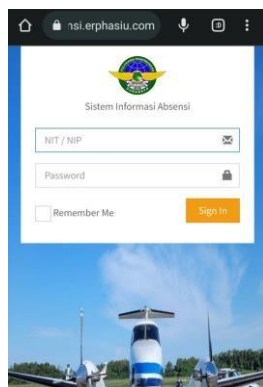 nsi.erphasiu.com
Sistem Informasi Absensi
NIT / NIP
Password
Remember Me
Sign In